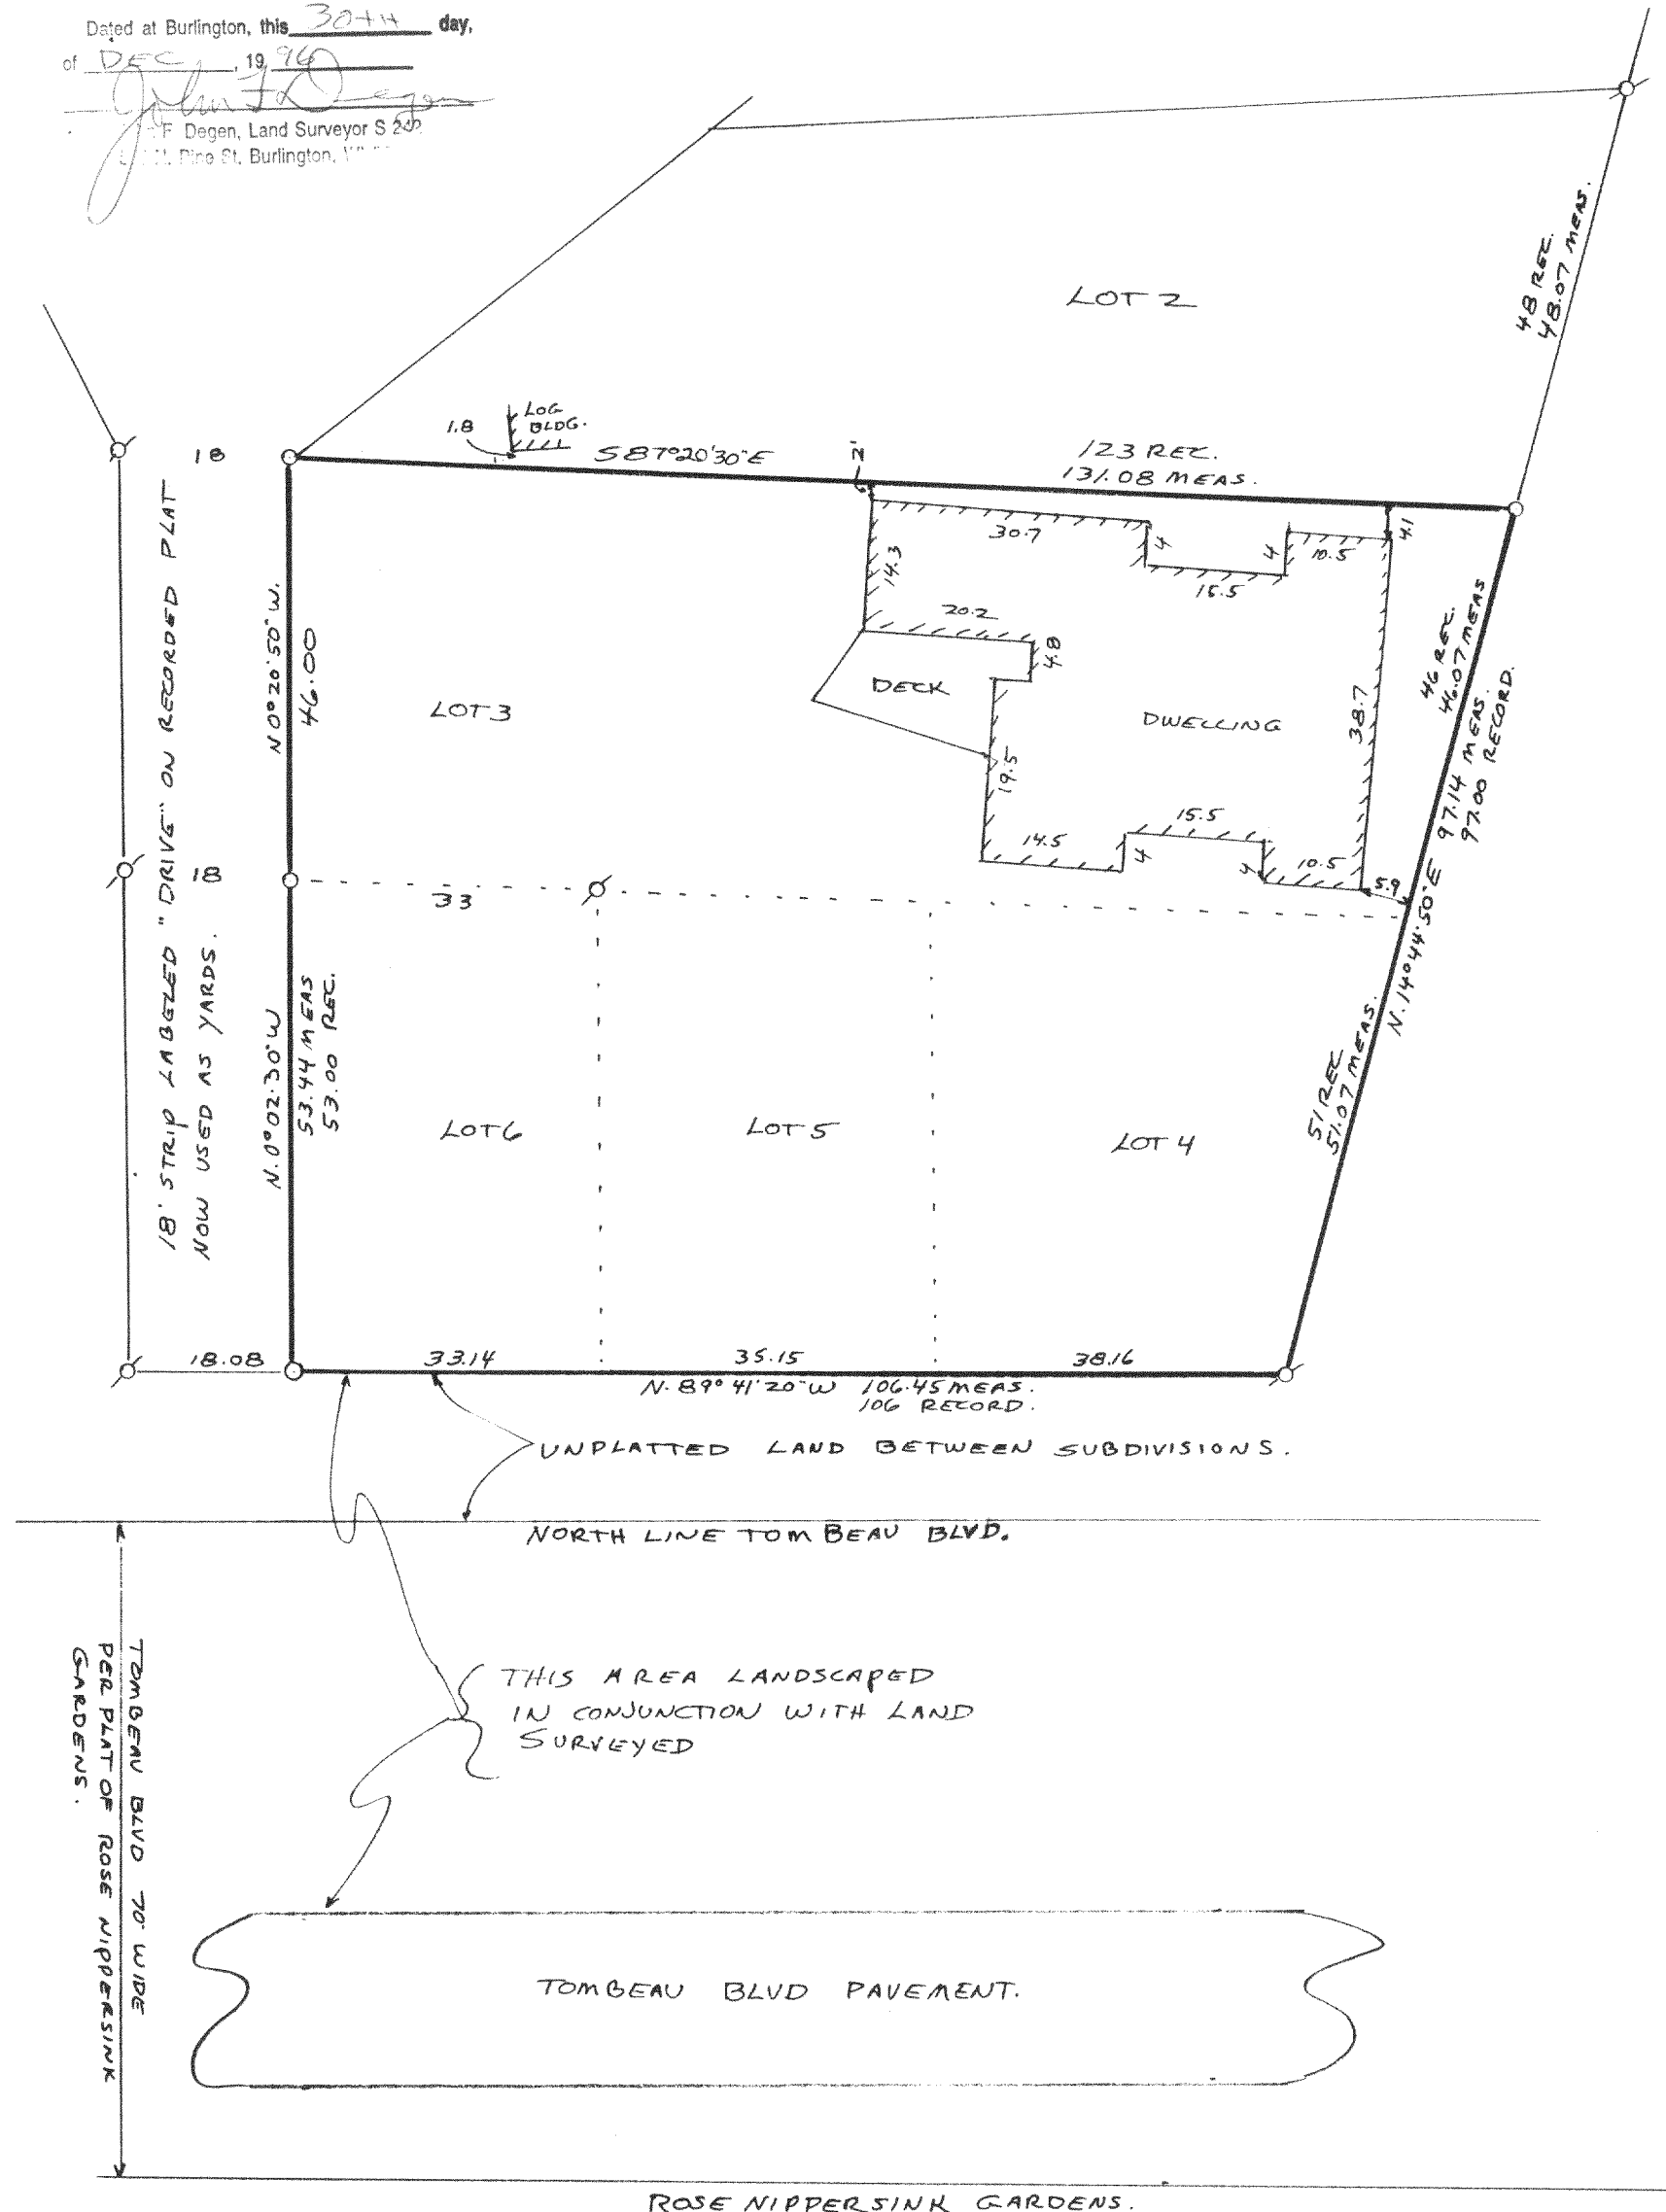 Dated at Burlington, this 30TH day,
of DEC, 19 96
F Degen, Land Surveyor S
Pine St. Burlington,
48 REC.
48.07 MEAS.
LOT 2
LOG
BLDG.
1.8
18
S 87°20'30"E
2'
123 REC.
131.08 MEAS.
30.7
4
15.5
4
10.5
4.1
14.3
20.2
4.8
DECK
DWELLING
38.7
46 REC.
46.07 MEAS
97.14 MEAS.
97.00 RECORD.
N. 14°44'50"E
N 0°20'50"W.
46.00
LOT 3
19.5
14.5
4
15.5
4
10.5
5.9
18
33
18' STRIP LABELED "DRIVE" ON RECORDED PLAT
NOW USED AS YARDS.
N. 0°02'30"W
53.44 MEAS
53.00 REC.
LOT 6
LOT 5
LOT 4
51 REC
51.07 MEAS.
18.08
33.14
35.15
38.16
N. 89°41'20"W 106.45 MEAS.
106 RECORD.
UNPLATTED LAND BETWEEN SUBDIVISIONS.
NORTH LINE TOMBEAU BLVD.
THIS AREA LANDSCAPED
IN CONJUNCTION WITH LAND
SURVEYED
TOMBEAU BLVD 70' WIDE
PER PLAT OF ROSE NIPPERSINK
GARDENS.
TOMBEAU BLVD PAVEMENT.
ROSE NIPPERSINK GARDENS.